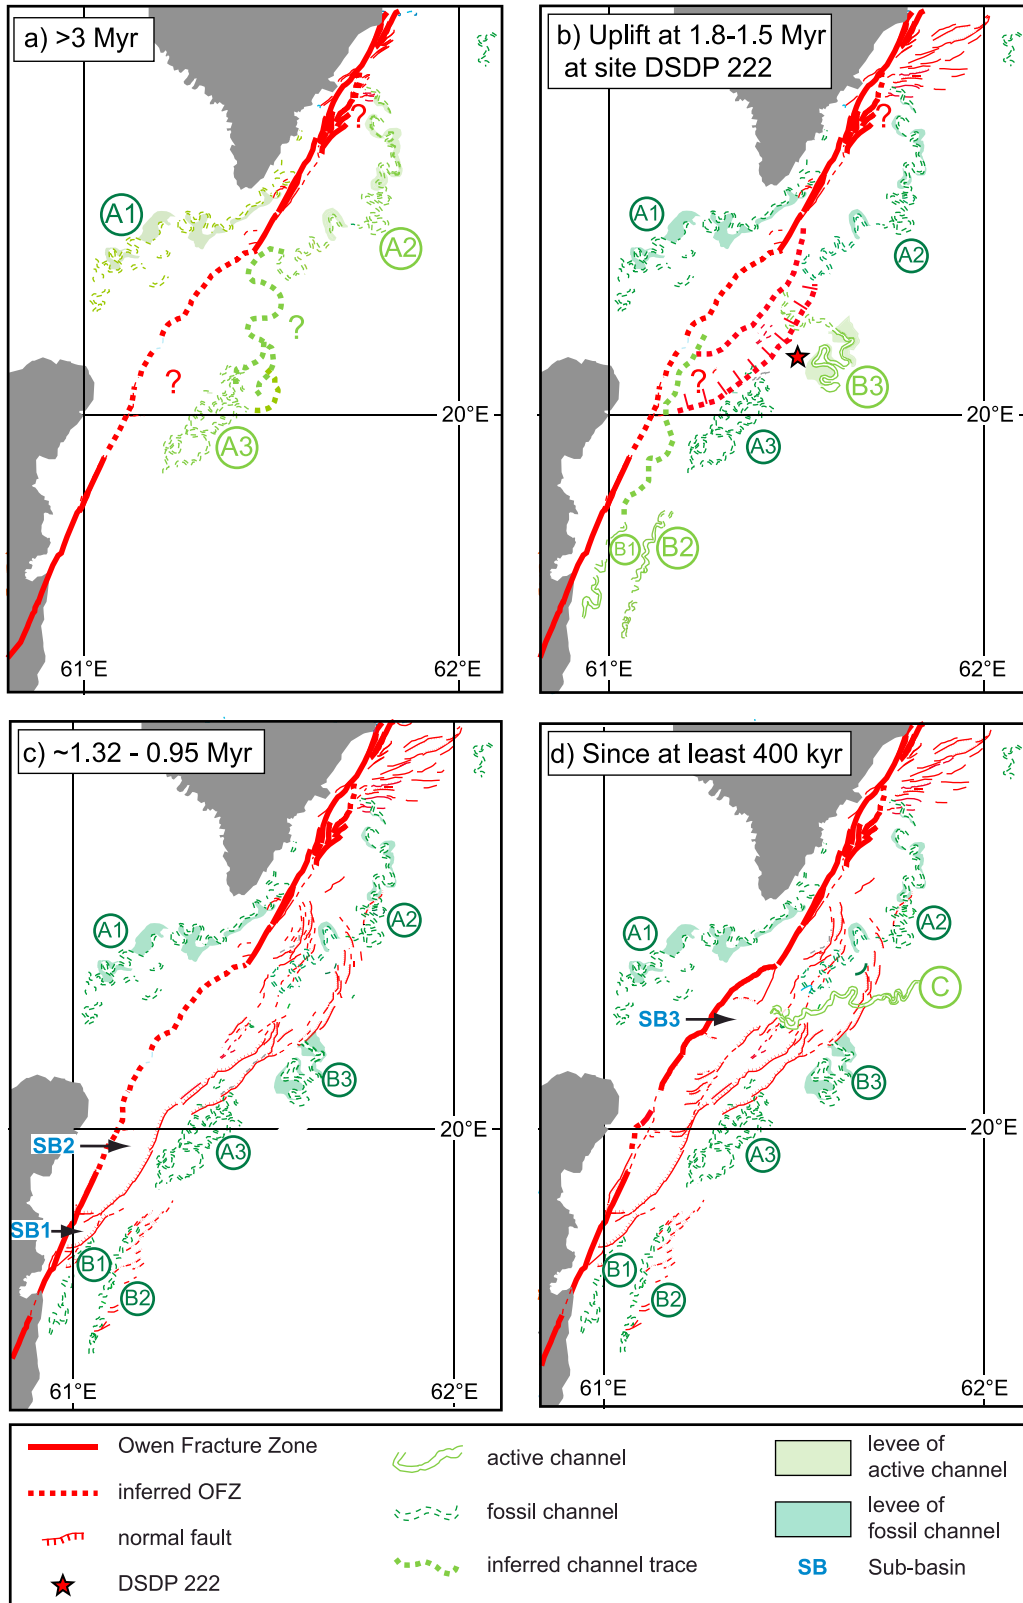 a) >3 Myr
A1
A2
?
?
?
A3
61°E
62°E
b) Uplift at 1.8-1.5 Myr
at site DSDP 222
?
A1
A2
B3
?
20°E
A3
B1
B2
61°E
62°E
c) ~1.32 - 0.95 Myr
A1
A2
B3
20°E
SB2
A3
SB1
B1
B2
61°E
62°E
d) Since at least 400 kyr
A1
A2
C
SB3
B3
20°E
A3
B1
B2
61°E
62°E
Owen Fracture Zone
inferred OFZ
normal fault
DSDP 222
active channel
fossil channel
inferred channel trace
levee of
active channel
levee of
fossil channel
SB
Sub-basin